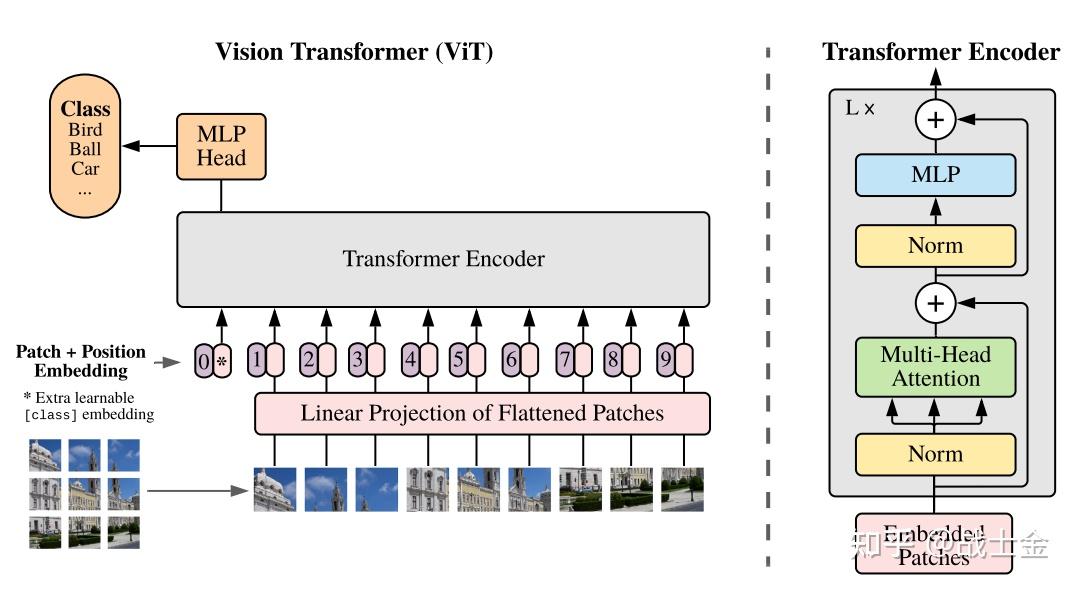 Vision Transformer (ViT)
Class
Bird
Ball
Car
...
MLP
Head
Transformer Encoder
Patch + Position
Embedding
0 *
1
2
3
4
5
6
7
8
9
* Extra learnable
[class] embedding
Linear Projection of Flattened Patches
Transformer Encoder
L x
+
MLP
Norm
+
Multi-Head
Attention
Norm
Embedded
Patches
知乎 @战士金